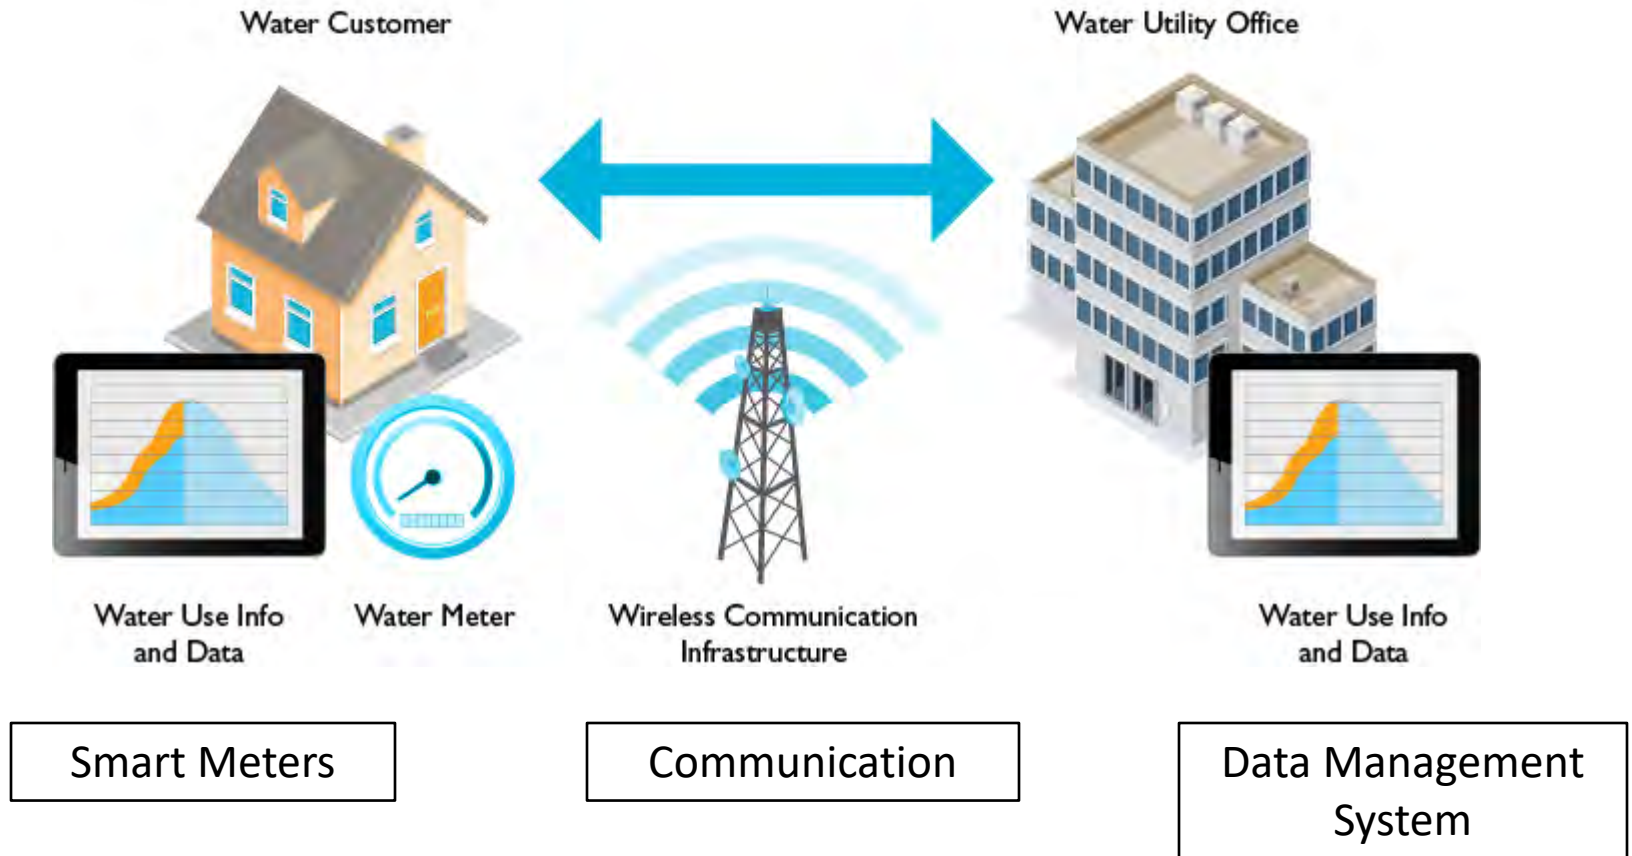 Water Customer
Water Utility Office
Water Use Info
and Data
Water Meter
Wireless Communication
Infrastructure
Water Use Info
and Data
Smart Meters
Communication
Data Management
System